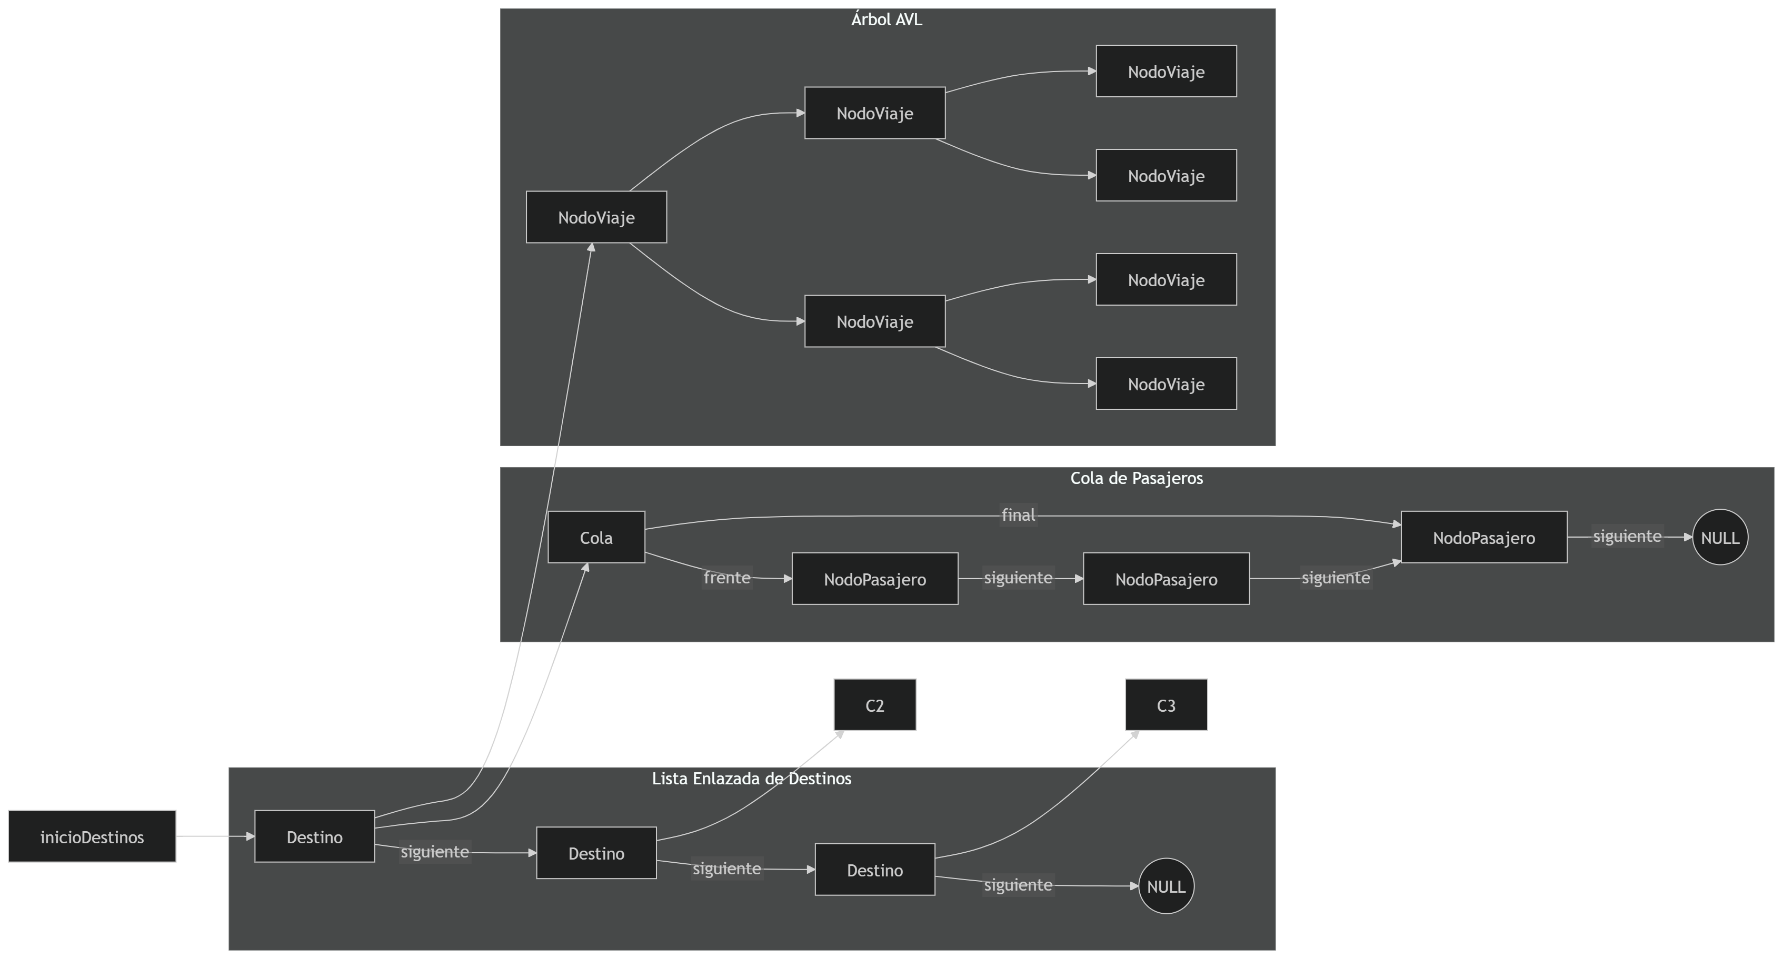 Árbol AVL
NodoViaje
NodoViaje
NodoViaje
NodoViaje
NodoViaje
NodoViaje
NodoViaje
Cola de Pasajeros
Cola
final
frente
NodoPasajero
siguiente
NodoPasajero
siguiente
NodoPasajero
siguiente
NULL
C2
C3
Lista Enlazada de Destinos
inicioDestinos
Destino
siguiente
Destino
siguiente
Destino
siguiente
NULL